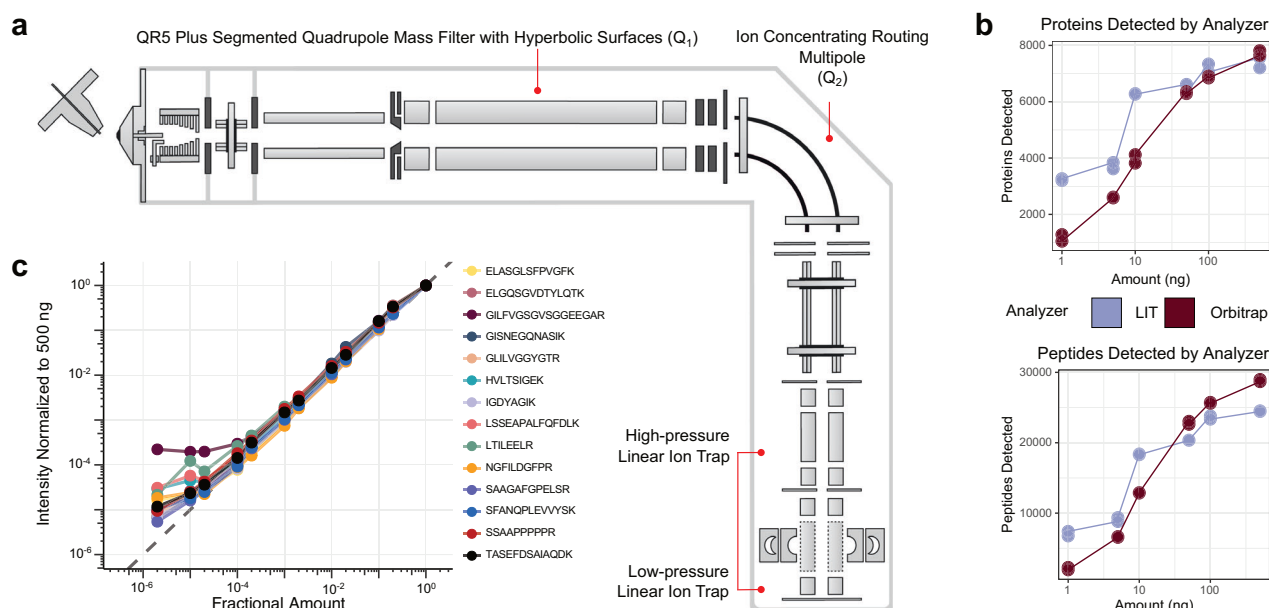 a
QR5 Plus Segmented Quadrupole Mass Filter with Hyperbolic Surfaces (Q1)
Ion Concentrating Routing
Multipole
(Q2)
High-pressure
Linear Ion Trap
Low-pressure
Linear Ion Trap
b
Proteins Detected by Analyzer
Proteins Detected
8000
6000
4000
2000
1
10
100
Amount (ng)
Analyzer
LIT
Orbitrap
Peptides Detected by Analyzer
Peptides Detected
30000
20000
10000
1
10
100
Amount (ng)
c
Intensity Normalized to 500 ng
10^0
10^-2
10^-4
10^-6
10^-6
10^-4
10^-2
10^0
Fractional Amount
ELASGLSFPVGFK
ELGQSGVDTYLQTK
GILFVGSGVSGGEEGAR
GISNEGQNASIK
GLILVGGYGTR
HVLTSIGEK
IGDYAGIK
LSSEAPALFQFDLK
LTILEELR
NGFILDGFPR
SAAGAFGPELSR
SFANQPLEVVYSK
SSAAPPPPPR
TASEFDSAIAQDK